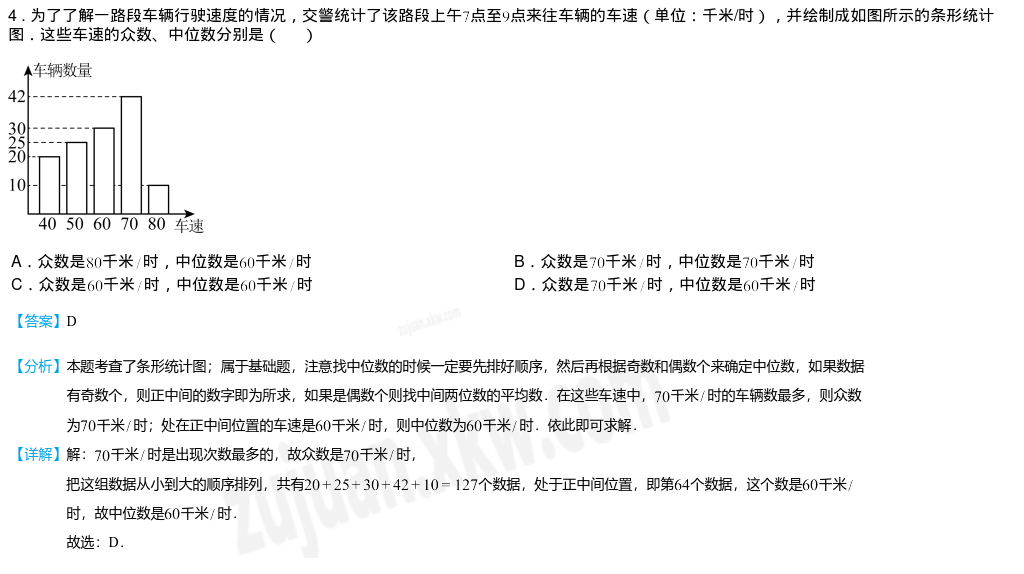 4．为了了解一路段车辆行驶速度的情况，交警统计了该路段上午7点至9点来往车辆的车速（单位：千米/时），并绘制成如图所示的条形统计
图．这些车速的众数、中位数分别是（　　）
车辆数量
42
30
25
20
10
40 50 60 70 80 车速
A．众数是80千米/时，中位数是60千米/时
B．众数是70千米/时，中位数是70千米/时
C．众数是60千米/时，中位数是60千米/时
D．众数是70千米/时，中位数是60千米/时
【答案】D
zujuan.xkw.com
【分析】本题考查了条形统计图；属于基础题，注意找中位数的时候一定要先排好顺序，然后再根据奇数和偶数个来确定中位数，如果数据
有奇数个，则正中间的数字即为所求，如果是偶数个则找中间两位数的平均数．在这些车速中，70千米/时的车辆数最多，则众数
为70千米/时；处在正中间位置的车速是60千米/时，则中位数为60千米/时．依此即可求解．
【详解】解：70千米/时是出现次数最多的，故众数是70千米/时，
把这组数据从小到大的顺序排列，共有20+25+30+42+10=127个数据，处于正中间位置，即第64个数据，这个数是60千米/
时，故中位数是60千米/时．
故选：D．
zujuan.xkw.com